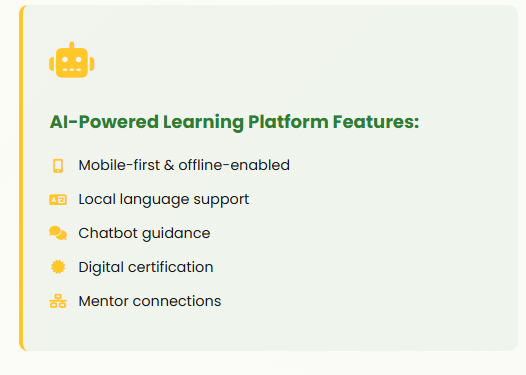 AI-Powered Learning Platform Features:
Mobile-first & offline-enabled
Local language support
Chatbot guidance
Digital certification
Mentor connections